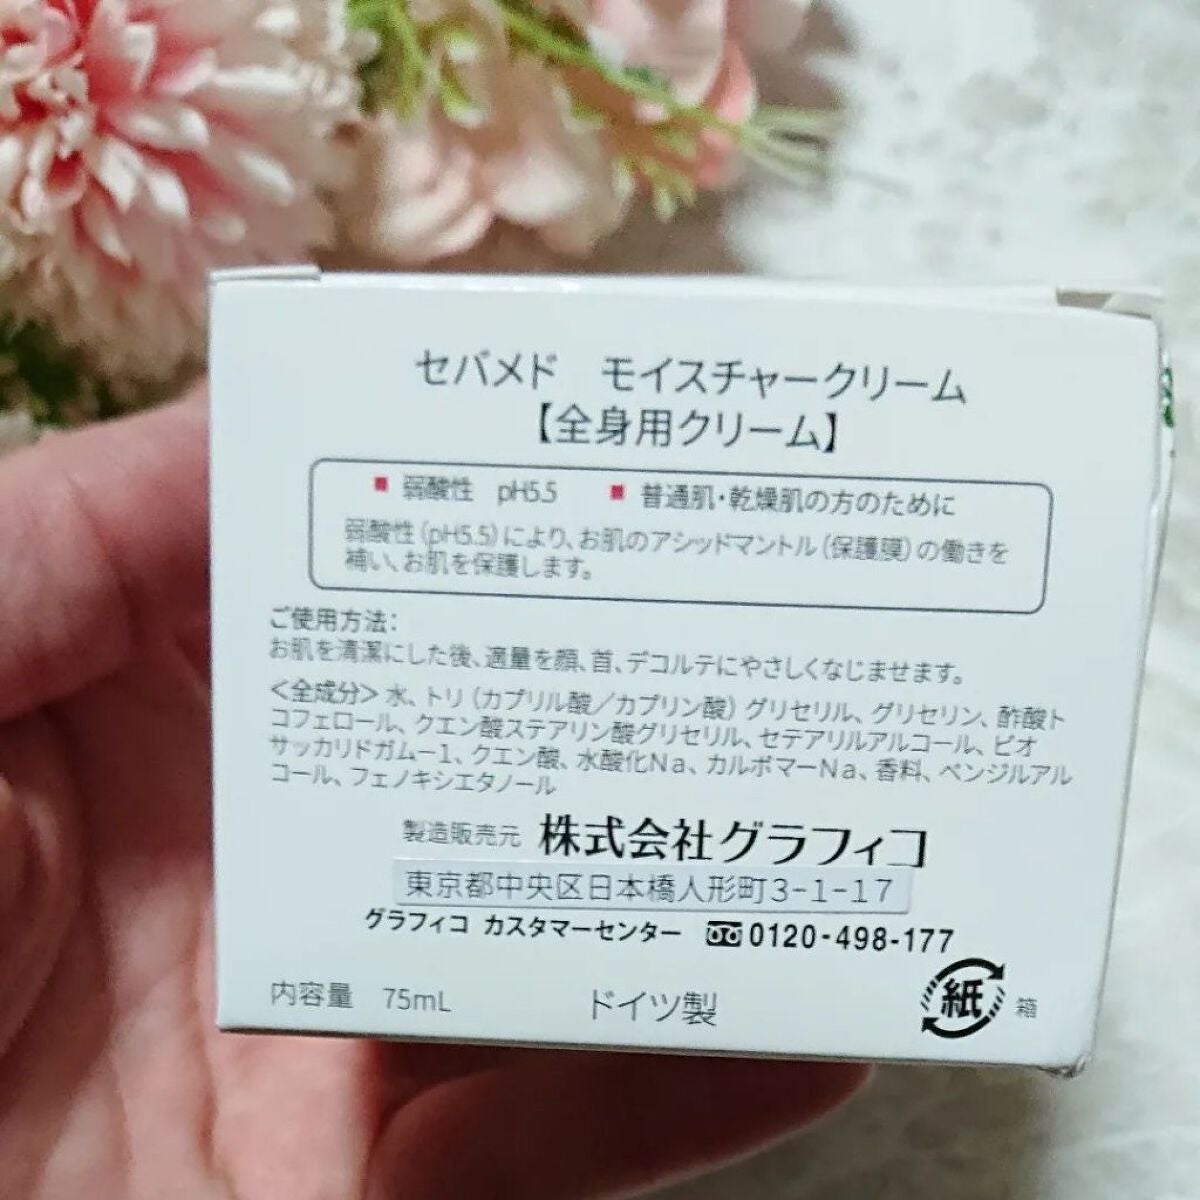 セバメド　モイスチャークリーム
【全身用クリーム】
■ 弱酸性　pH5.5　■ 普通肌・乾燥肌の方のために
弱酸性(pH5.5)により、お肌のアシッドマントル(保護膜)の働きを
補い、お肌を保護します。
ご使用方法：
お肌を清潔にした後、適量を顔、首、デコルテにやさしくなじませます。
<全成分> 水、トリ(カプリル酸／カプリン酸)グリセリル、グリセリン、酢酸ト
コフェロール、クエン酸ステアリン酸グリセリル、セテアリルアルコール、ビオ
サッカリドガム－1、クエン酸、水酸化Na、カルボマーNa、香料、ベンジルアル
コール、フェノキシエタノール
製造販売元　株式会社グラフィコ
東京都中央区日本橋人形町3-1-17
グラフィコ カスタマーセンター　0120-498-177
内容量　75mL　ドイツ製　紙　箱